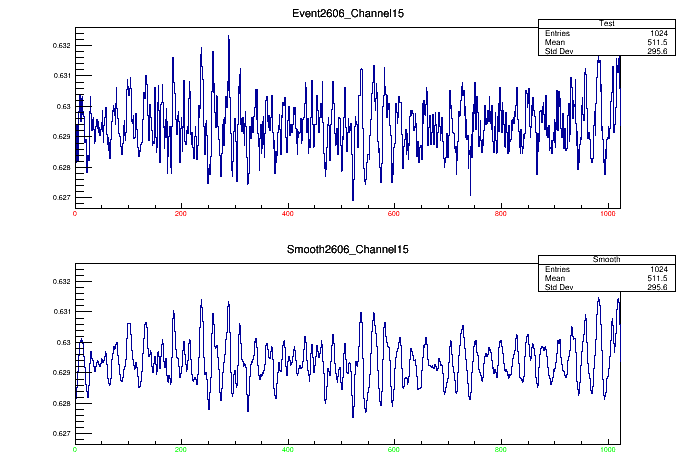 Event2606_Channel15
Test
Entries 1024
Mean 511.5
Std Dev 295.6
0.632
0.631
0.63
0.629
0.628
0.627
0 200 400 600 800 1000
Smooth2606_Channel15
Smooth
Entries 1024
Mean 511.5
Std Dev 295.6
0.632
0.631
0.63
0.629
0.628
0.627
0 200 400 600 800 1000